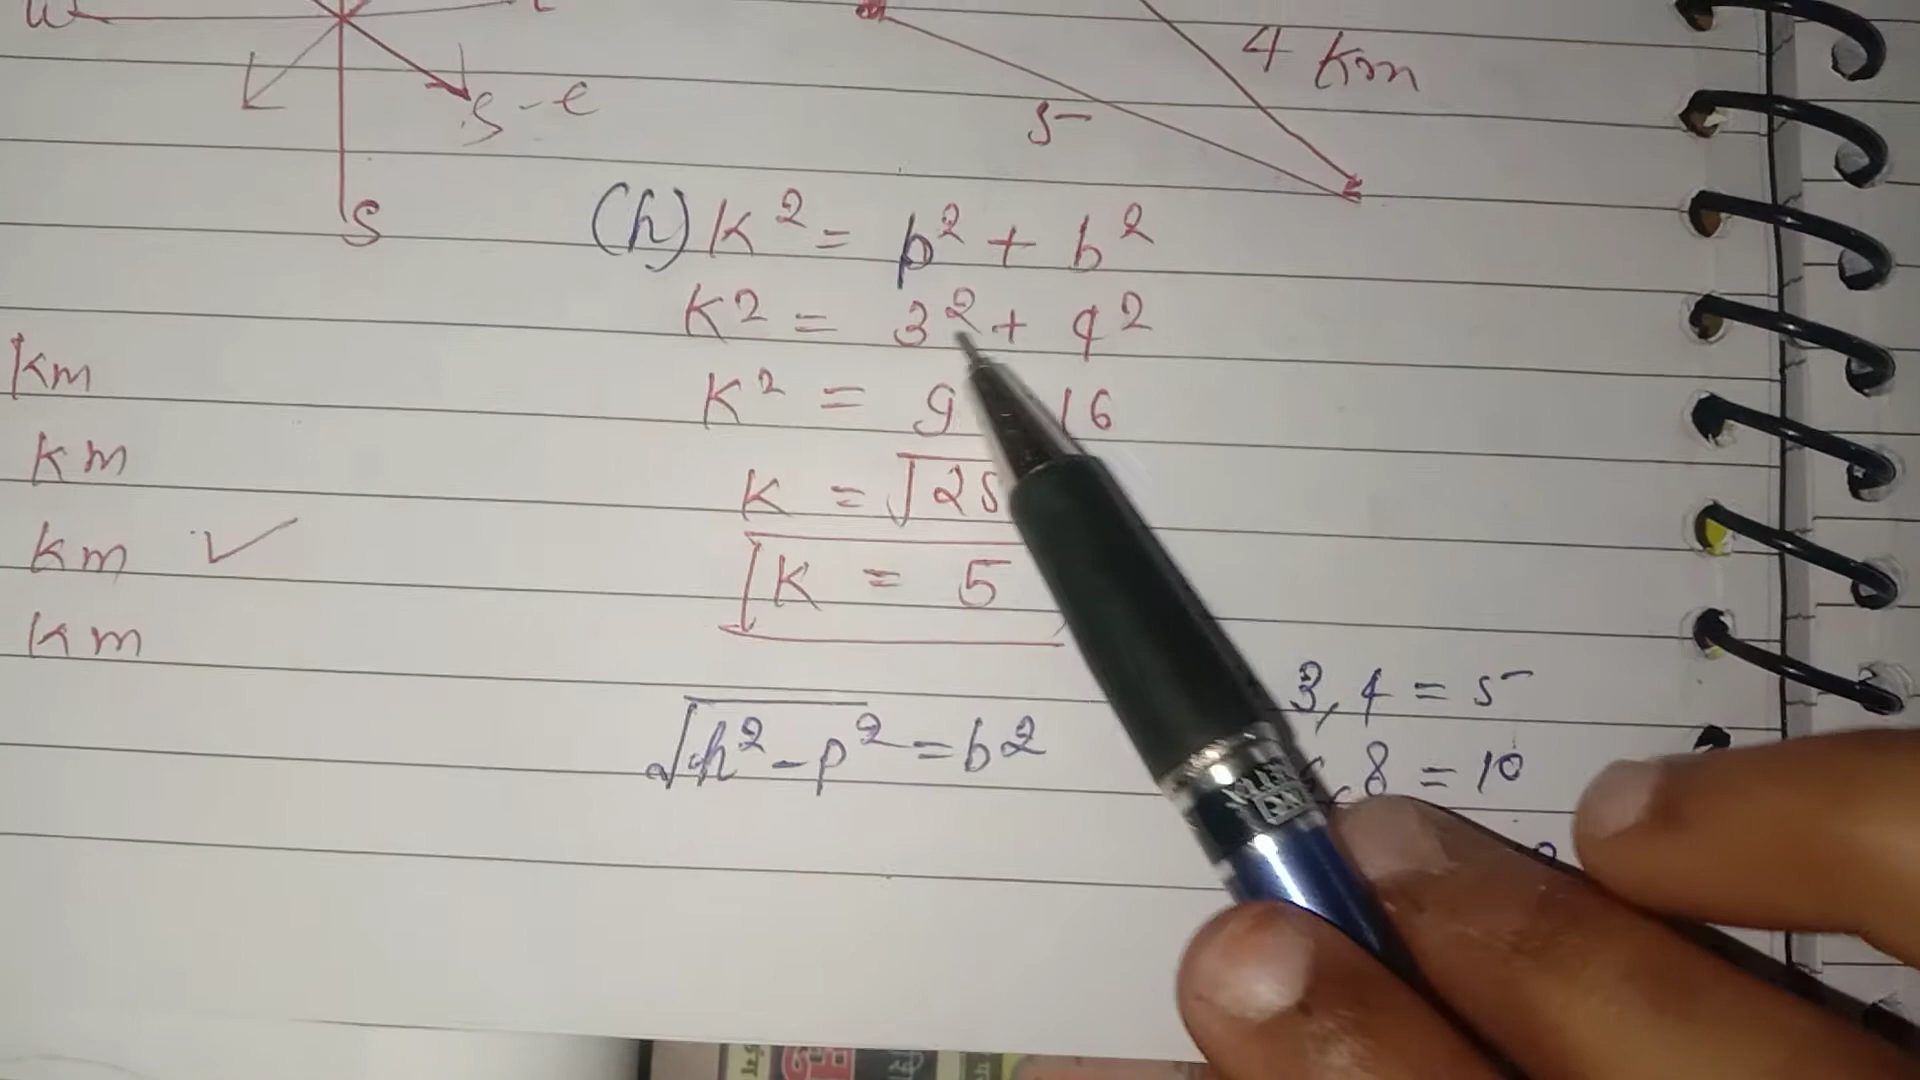 W
S-e
S
4 Km
5
(h) K² = p² + b²
K² = 3² + 4²
K² = 9 16
K = √25
K = 5
km
km
km ✓
km
√h² - p² = b²
3, 4 = 5
, 8 = 10